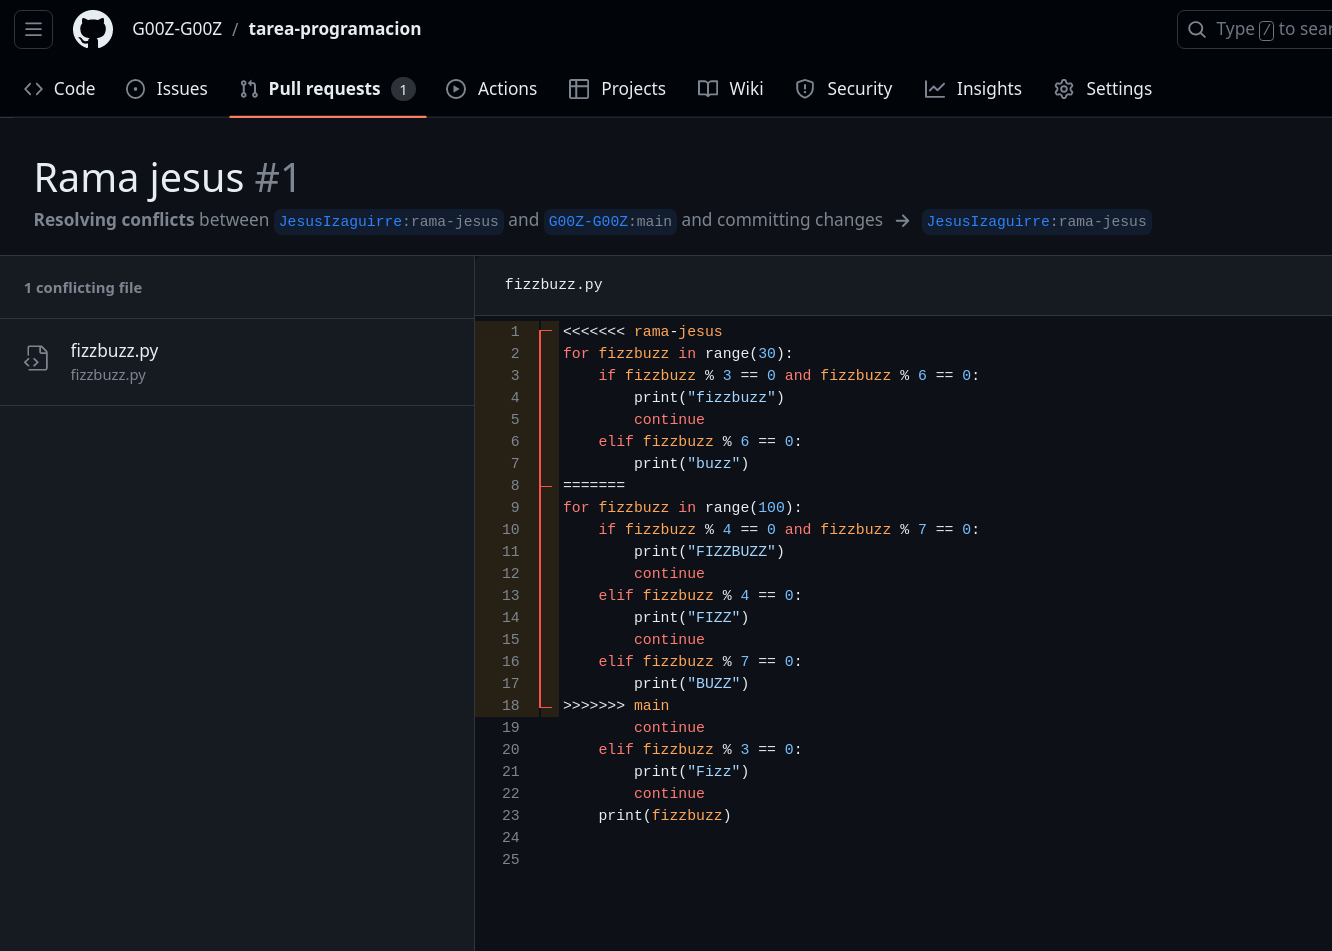 G00Z-G00Z / tarea-programacion
Type / to sear
Code Issues Pull requests 1 Actions Projects Wiki Security Insights Settings
Rama jesus #1
Resolving conflicts between JesusIzaguirre:rama-jesus and G00Z-G00Z:main and committing changes → JesusIzaguirre:rama-jesus
1 conflicting file
fizzbuzz.py
fizzbuzz.py
fizzbuzz.py
1 <<<<<<< rama-jesus
2 for fizzbuzz in range(30):
3     if fizzbuzz % 3 == 0 and fizzbuzz % 6 == 0:
4         print("fizzbuzz")
5         continue
6     elif fizzbuzz % 6 == 0:
7         print("buzz")
8 =======
9 for fizzbuzz in range(100):
10     if fizzbuzz % 4 == 0 and fizzbuzz % 7 == 0:
11         print("FIZZBUZZ")
12         continue
13     elif fizzbuzz % 4 == 0:
14         print("FIZZ")
15         continue
16     elif fizzbuzz % 7 == 0:
17         print("BUZZ")
18 >>>>>>> main
19         continue
20     elif fizzbuzz % 3 == 0:
21         print("Fizz")
22         continue
23     print(fizzbuzz)
24
25